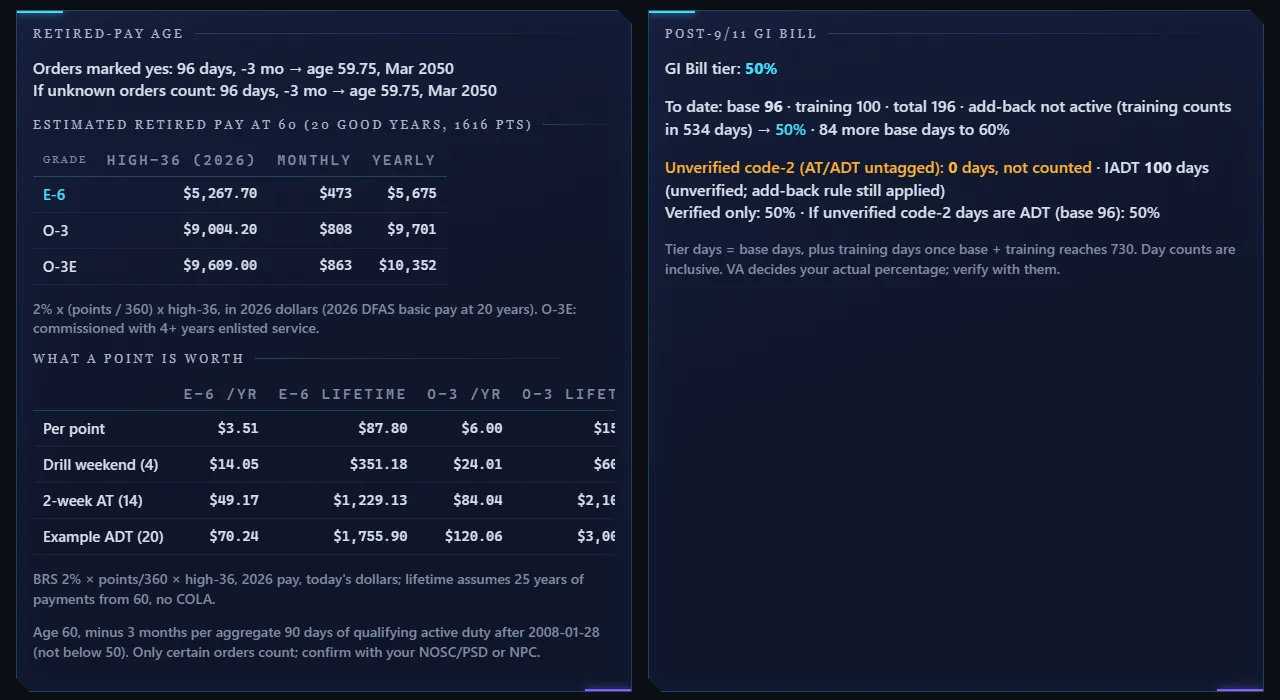 RETIRED-PAY AGE
Orders marked yes: 96 days, -3 mo → age 59.75, Mar 2050
If unknown orders count: 96 days, -3 mo → age 59.75, Mar 2050
ESTIMATED RETIRED PAY AT 60 (20 GOOD YEARS, 1616 PTS)
GRADE HIGH-36 (2026) MONTHLY YEARLY
E-6 $5,267.70 $473 $5,675
O-3 $9,004.20 $808 $9,701
O-3E $9,609.00 $863 $10,352
2% x (points / 360) x high-36, in 2026 dollars (2026 DFAS basic pay at 20 years). O-3E:
commissioned with 4+ years enlisted service.
WHAT A POINT IS WORTH
E-6 /YR E-6 LIFETIME O-3 /YR O-3 LIFET
Per point $3.51 $87.80 $6.00 $15
Drill weekend (4) $14.05 $351.18 $24.01 $60
2-week AT (14) $49.17 $1,229.13 $84.04 $2,10
Example ADT (20) $70.24 $1,755.90 $120.06 $3,00
BRS 2% × points/360 × high-36, 2026 pay, today's dollars; lifetime assumes 25 years of
payments from 60, no COLA.
Age 60, minus 3 months per aggregate 90 days of qualifying active duty after 2008-01-28
(not below 50). Only certain orders count; confirm with your NOSC/PSD or NPC.
POST-9/11 GI BILL
GI Bill tier: 50%
To date: base 96 · training 100 · total 196 · add-back not active (training counts
in 534 days) → 50% · 84 more base days to 60%
Unverified code-2 (AT/ADT untagged): 0 days, not counted · IADT 100 days
(unverified; add-back rule still applied)
Verified only: 50% · If unverified code-2 days are ADT (base 96): 50%
Tier days = base days, plus training days once base + training reaches 730. Day counts are
inclusive. VA decides your actual percentage; verify with them.